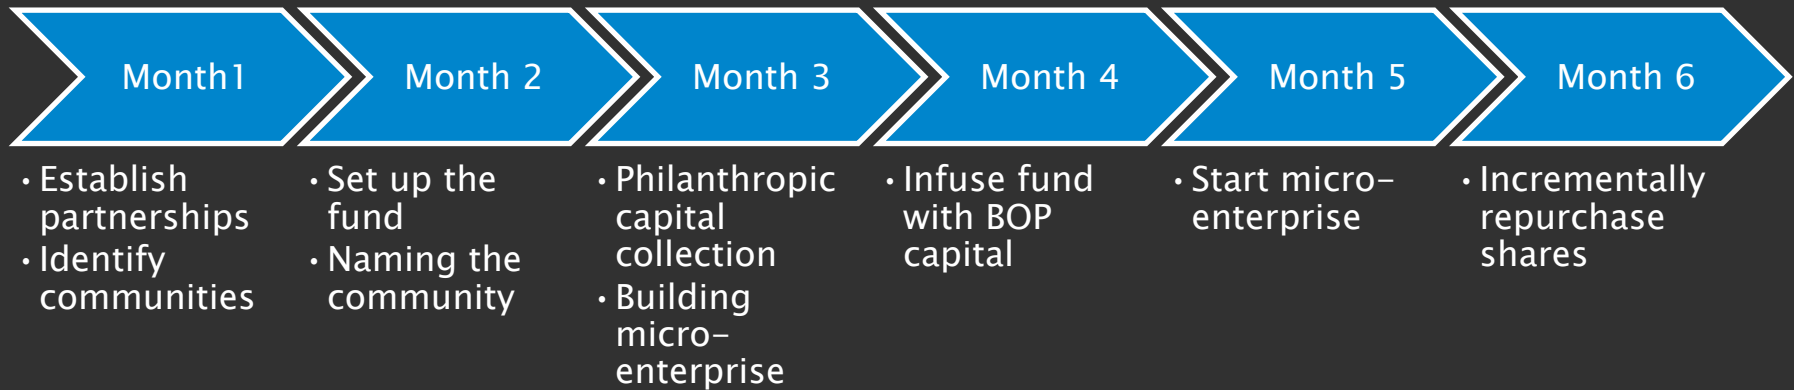 Month1
Month 2
Month 3
Month 4
Month 5
Month 6
• Establish
partnerships
• Identify
communities
• Set up the
fund
• Naming the
community
• Philanthropic
capital
collection
• Building
micro-
enterprise
• Infuse fund
with BOP
capital
• Start micro-
enterprise
• Incrementally
repurchase
shares